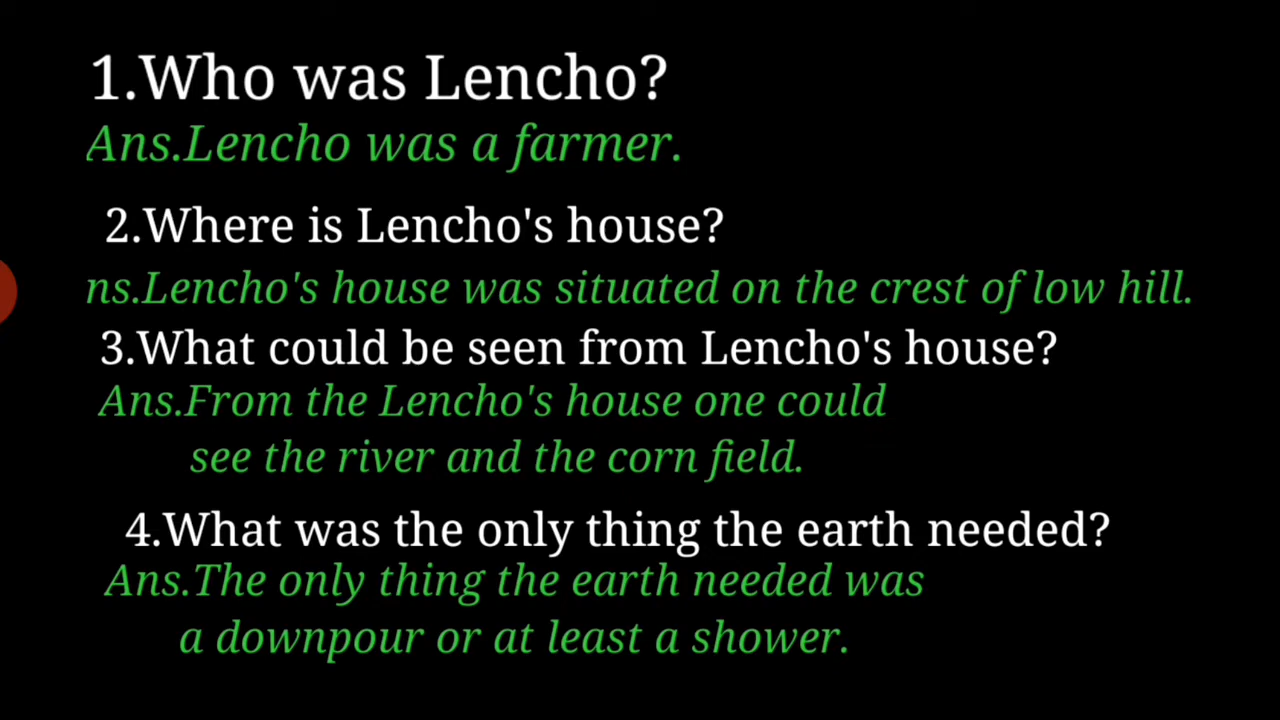 1.Who was Lencho?
Ans.Lencho was a farmer.
2.Where is Lencho's house?
ns.Lencho's house was situated on the crest of low hill.
3.What could be seen from Lencho's house?
Ans.From the Lencho's house one could
see the river and the corn field.
4.What was the only thing the earth needed?
Ans.The only thing the earth needed was
a downpour or at least a shower.